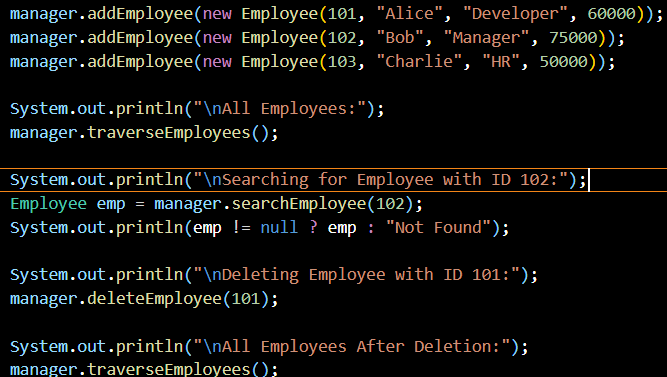 manager.addEmployee(new Employee(101, "Alice", "Developer", 60000));
manager.addEmployee(new Employee(102, "Bob", "Manager", 75000));
manager.addEmployee(new Employee(103, "Charlie", "HR", 50000));
System.out.println("\nAll Employees:");
manager.traverseEmployees();
System.out.println("\nSearching for Employee with ID 102:");
Employee emp = manager.searchEmployee(102);
System.out.println(emp != null ? emp : "Not Found");
System.out.println("\nDeleting Employee with ID 101:");
manager.deleteEmployee(101);
System.out.println("\nAll Employees After Deletion:");
manager.traverseEmployees();